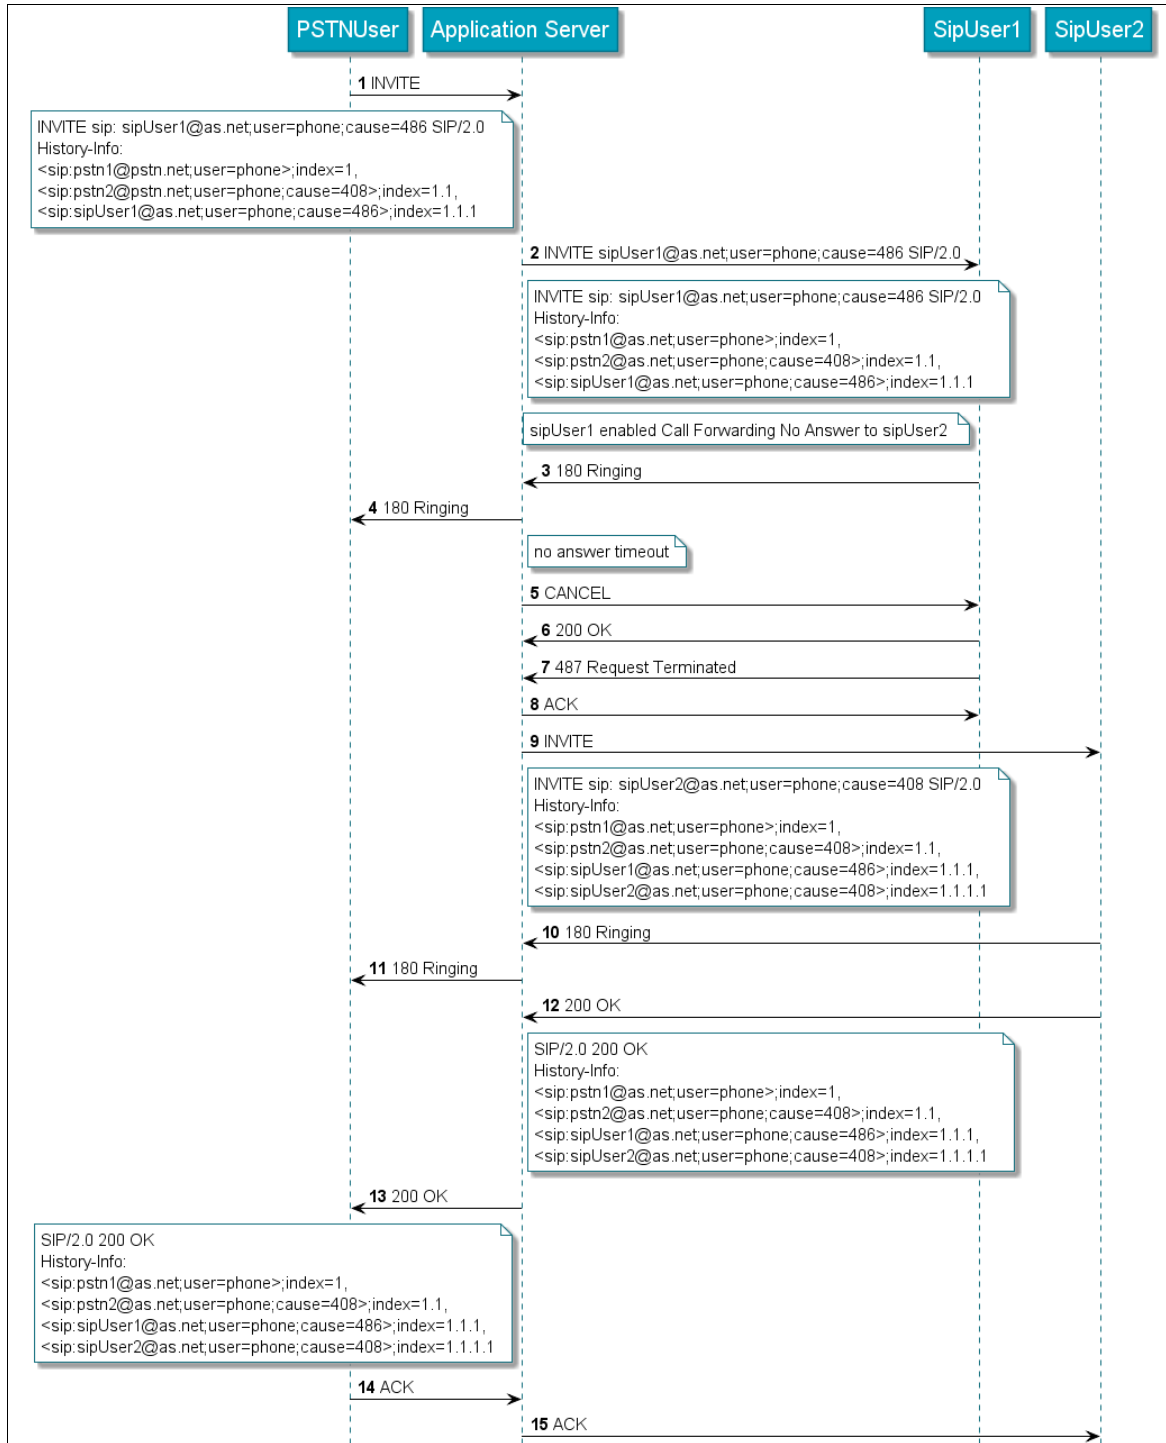 PSTNUser
Application Server
SipUser1
SipUser2
1 INVITE
INVITE sip: sipUser1@as.net;user=phone;cause=486 SIP/2.0
History-Info:
<sip:pstn1@pstn.net;user=phone>;index=1,
<sip:pstn2@pstn.net;user=phone;cause=408>;index=1.1,
<sip:sipUser1@as.net;user=phone;cause=486>;index=1.1.1
2 INVITE sipUser1@as.net;user=phone;cause=486 SIP/2.0
INVITE sip: sipUser1@as.net;user=phone;cause=486 SIP/2.0
History-Info:
<sip:pstn1@as.net;user=phone>;index=1,
<sip:pstn2@as.net;user=phone;cause=408>;index=1.1,
<sip:sipUser1@as.net;user=phone;cause=486>;index=1.1.1
sipUser1 enabled Call Forwarding No Answer to sipUser2
3 180 Ringing
4 180 Ringing
no answer timeout
5 CANCEL
6 200 OK
7 487 Request Terminated
8 ACK
9 INVITE
INVITE sip: sipUser2@as.net;user=phone;cause=408 SIP/2.0
History-Info:
<sip:pstn1@as.net;user=phone>;index=1,
<sip:pstn2@as.net;user=phone;cause=408>;index=1.1,
<sip:sipUser1@as.net;user=phone;cause=486>;index=1.1.1,
<sip:sipUser2@as.net;user=phone;cause=408>;index=1.1.1.1
10 180 Ringing
11 180 Ringing
12 200 OK
SIP/2.0 200 OK
History-Info:
<sip:pstn1@as.net;user=phone>;index=1,
<sip:pstn2@as.net;user=phone;cause=408>;index=1.1,
<sip:sipUser1@as.net;user=phone;cause=486>;index=1.1.1,
<sip:sipUser2@as.net;user=phone;cause=408>;index=1.1.1.1
13 200 OK
SIP/2.0 200 OK
History-Info:
<sip:pstn1@as.net;user=phone>;index=1,
<sip:pstn2@as.net;user=phone;cause=408>;index=1.1,
<sip:sipUser1@as.net;user=phone;cause=486>;index=1.1.1,
<sip:sipUser2@as.net;user=phone;cause=408>;index=1.1.1.1
14 ACK
15 ACK